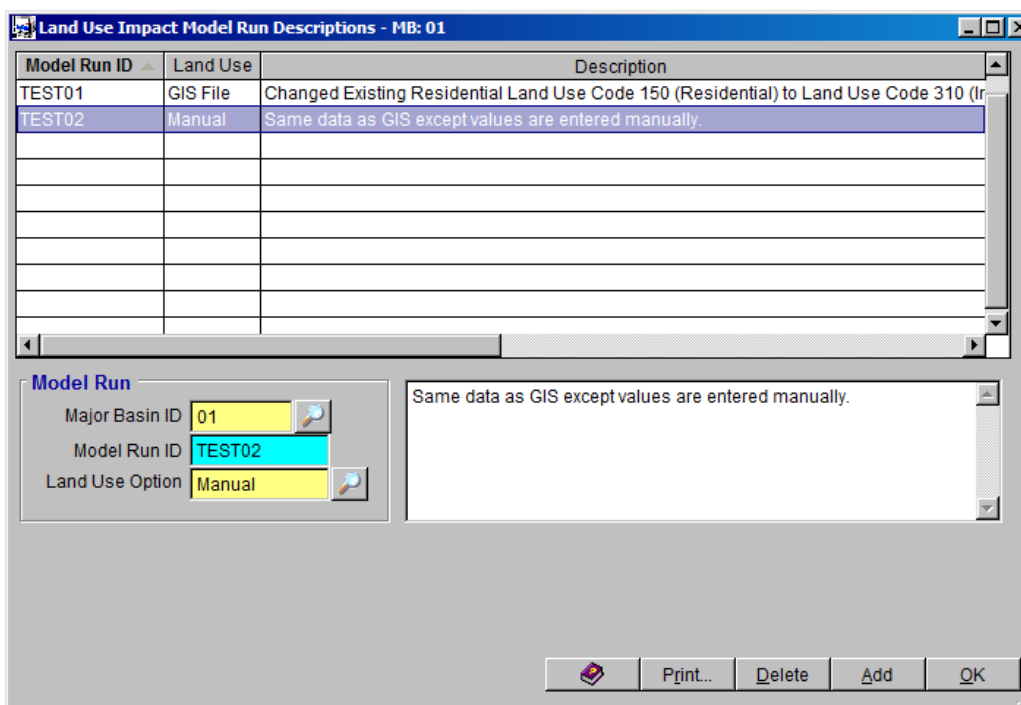 Land Use Impact Model Run Descriptions - MB: 01
Model Run ID Land Use Description
TEST01 GIS File Changed Existing Residential Land Use Code 150 (Residential) to Land Use Code 310 (In
TEST02 Manual Same data as GIS except values are entered manually.
Model Run
Major Basin ID 01
Model Run ID TEST02
Land Use Option Manual
Same data as GIS except values are entered manually.
Print... Delete Add OK